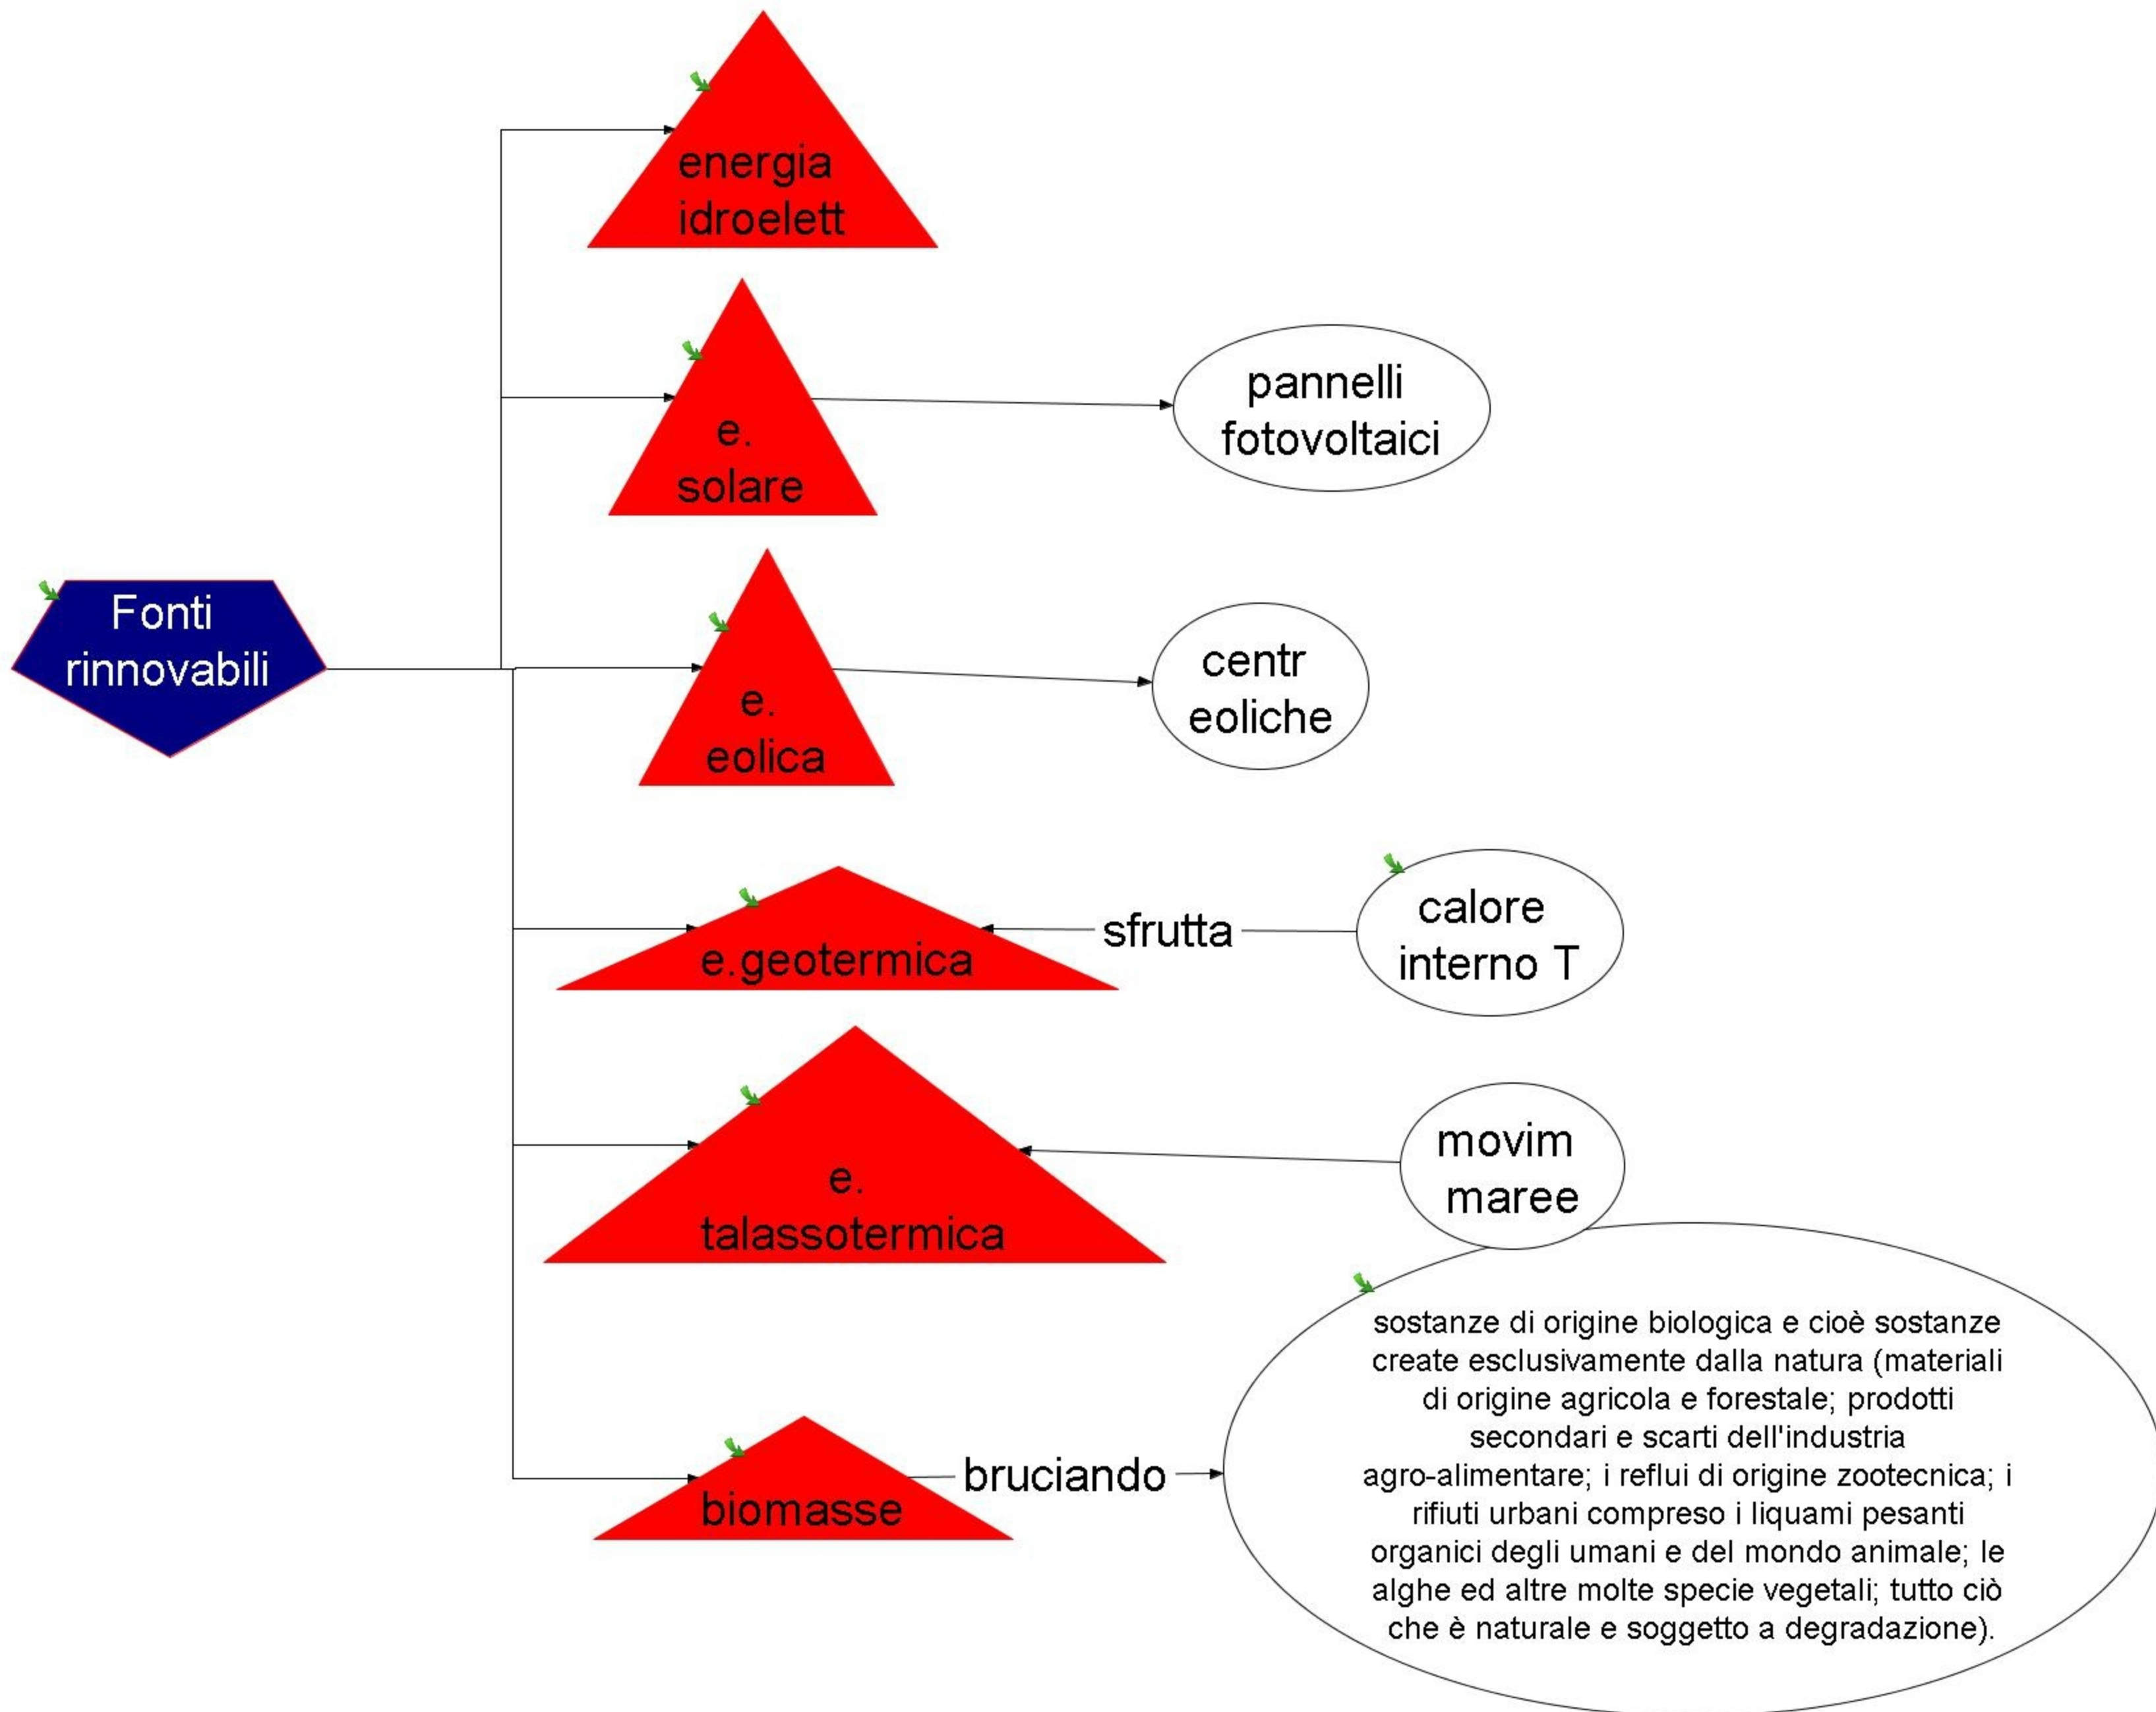 energia
idroelett
e.
solare
pannelli
fotovoltaici
Fonti
rinnovabili
e.
eolica
centr
eoliche
e.geotermica
sfrutta
calore
interno T
e.
talassotermica
movim
maree
biomasse
bruciando
sostanze di origine biologica e cioè sostanze
create esclusivamente dalla natura (materiali
di origine agricola e forestale; prodotti
secondari e scarti dell'industria
agro-alimentare; i reflui di origine zootecnica; i
rifiuti urbani compreso i liquami pesanti
organici degli umani e del mondo animale; le
alghe ed altre molte specie vegetali; tutto ciò
che è naturale e soggetto a degradazione).